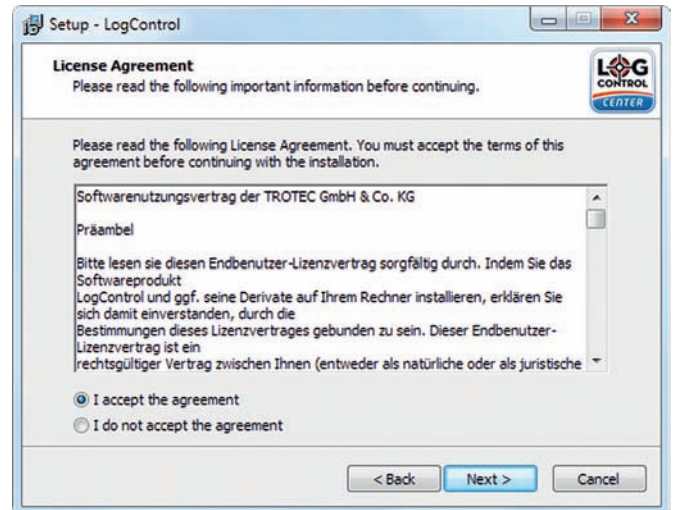 Setup - LogControl
License Agreement
Please read the following important information before continuing.
LOG
CONTROL
CENTER
Please read the following License Agreement. You must accept the terms of this
agreement before continuing with the installation.
Softwarenutzungsvertrag der TROTEC GmbH & Co. KG
Präambel
Bitte lesen sie diesen Endbenutzer-Lizenzvertrag sorgfältig durch. Indem Sie das
Softwareprodukt
LogControl und ggf. seine Derivate auf Ihrem Rechner installieren, erklären Sie
sich damit einverstanden, durch die
Bestimmungen dieses Lizenzvertrages gebunden zu sein. Dieser Endbenutzer-
Lizenzvertrag ist ein
rechtsgültiger Vertrag zwischen Ihnen (entweder als natürliche oder als juristische
I accept the agreement
I do not accept the agreement
< Back
Next >
Cancel